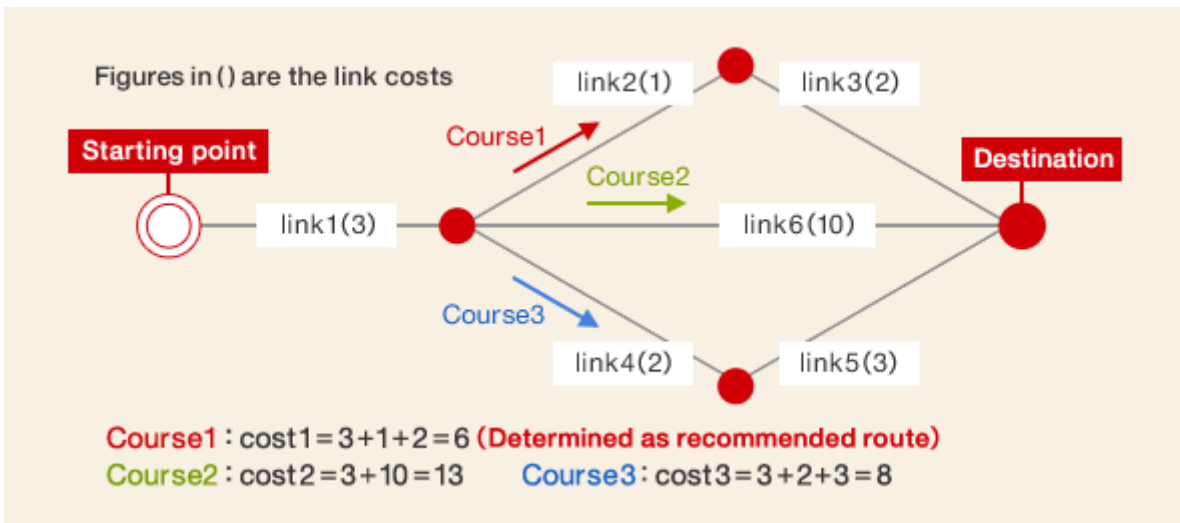 Figures in () are the link costs
link2(1)
link3(2)
Course1
Starting point
Destination
Course2
link1(3)
link6(10)
Course3
link4(2)
link5(3)
Course1：cost1=3+1+2=6 (Determined as recommended route)
Course2：cost2=3+10=13 Course3：cost3=3+2+3=8